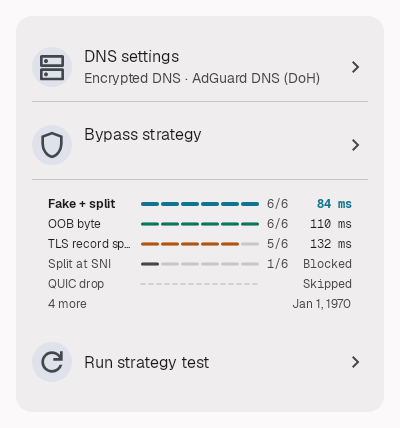 DNS settings
Encrypted DNS · AdGuard DNS (DoH)
Bypass strategy
Fake + split 6/6 84 ms
OOB byte 6/6 110 ms
TLS record sp… 5/6 132 ms
Split at SNI 1/6 Blocked
QUIC drop Skipped
4 more Jan 1, 1970
Run strategy test